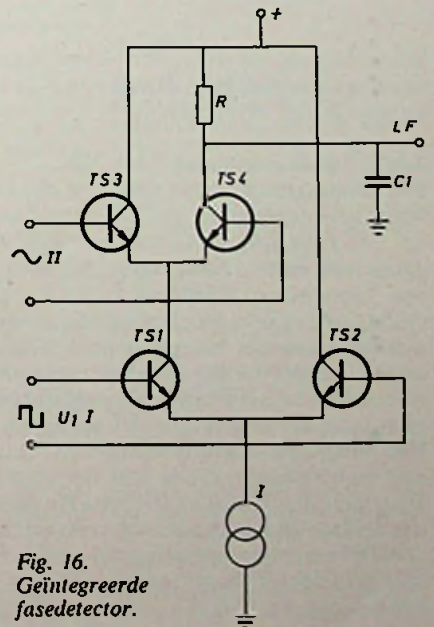 +
R
LF
C1
TS3
TS4
∿ II
TS1
TS2
U1 I
I
Fig. 16.
Geïntegreerde
fasedetector.